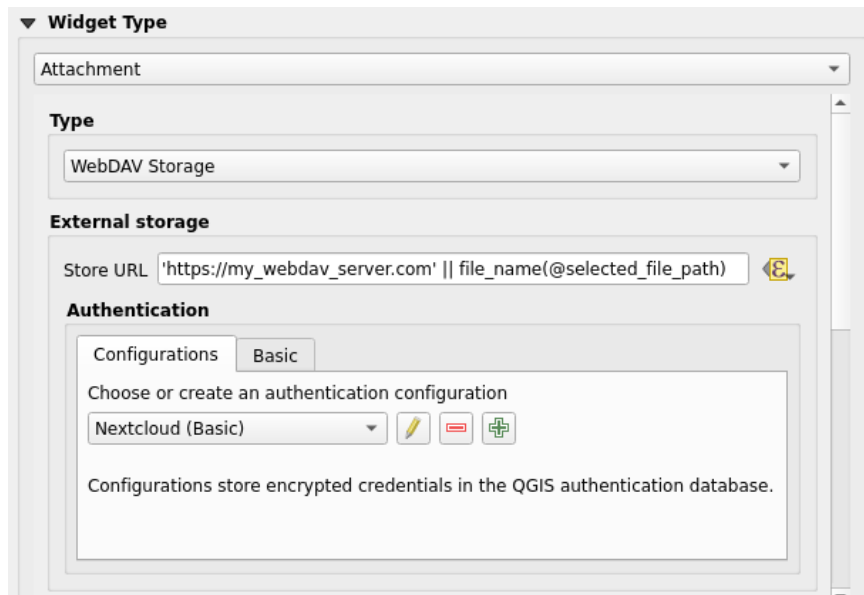 Widget Type
Attachment
Type
WebDAV Storage
External storage
Store URL 'https://my_webdav_server.com' || file_name(@selected_file_path)
Authentication
Configurations Basic
Choose or create an authentication configuration
Nextcloud (Basic)
Configurations store encrypted credentials in the QGIS authentication database.